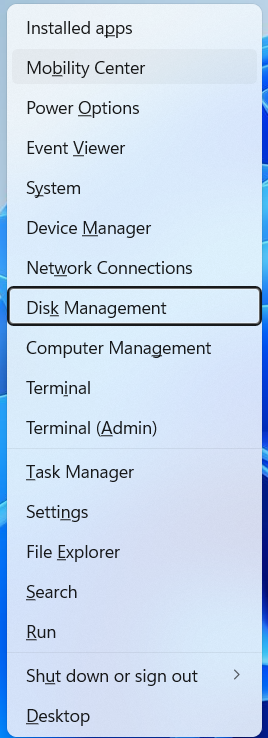 Installed apps
Mobility Center
Power Options
Event Viewer
System
Device Manager
Network Connections
Disk Management
Computer Management
Terminal
Terminal (Admin)
Task Manager
Settings
File Explorer
Search
Run
Shut down or sign out
Desktop